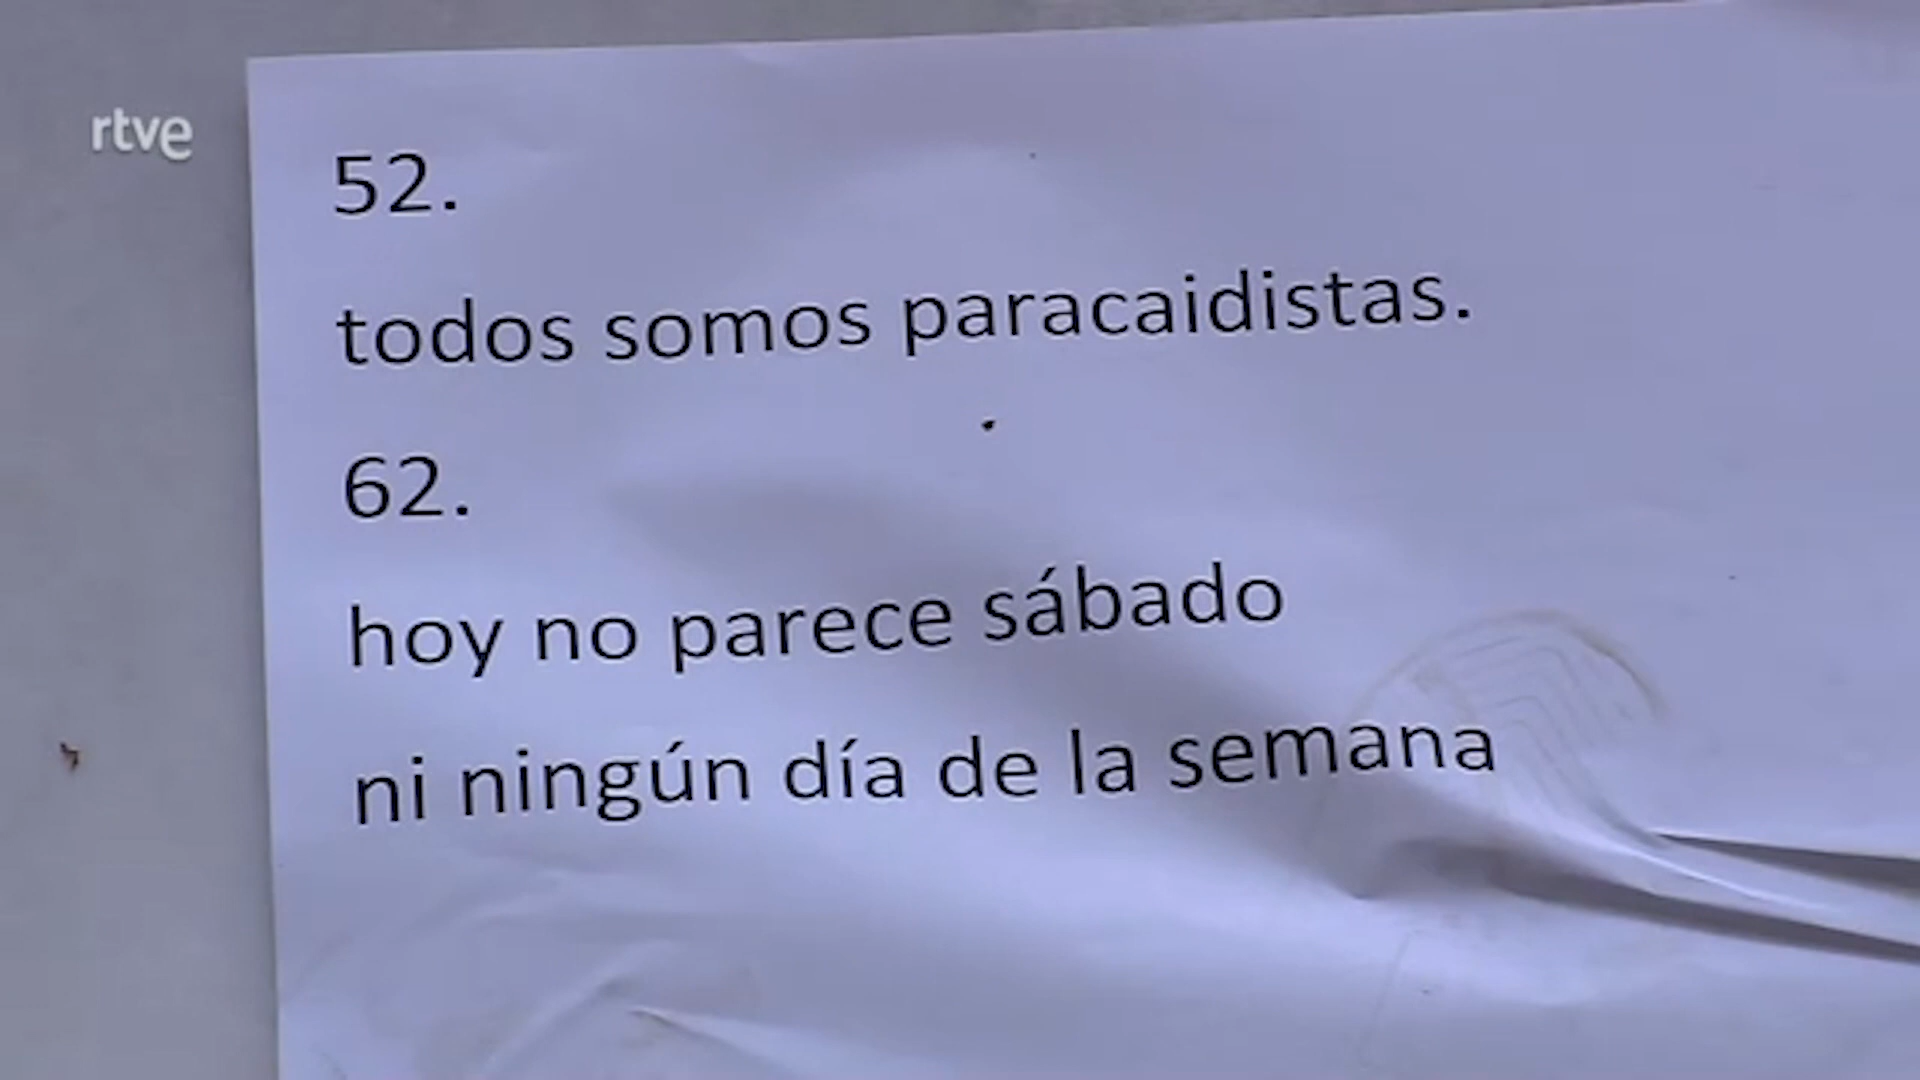 rtve
52.
todos somos paracaidistas.
62.
hoy no parece sábado
ni ningún día de la semana